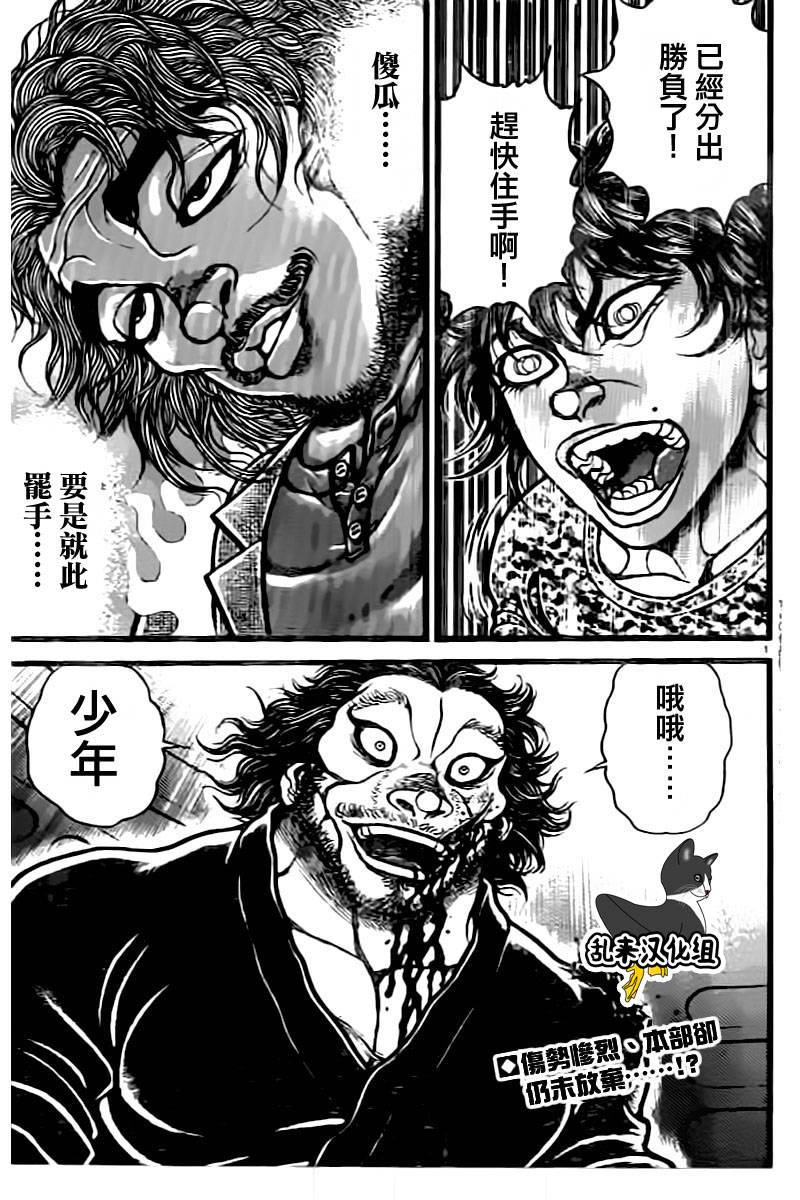 已經分出
勝負了！
趕快住手啊！
傻瓜……
要是就此
罷手……
哦哦……
少年
乱来汉化组
◆傷勢慘烈、本部卻
仍未放棄……!?